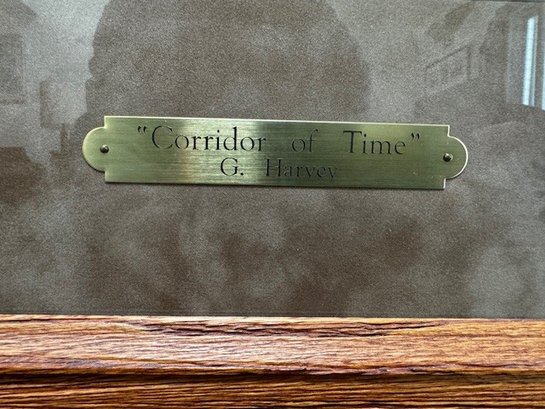 "Corridor of Time"
G. Harvey